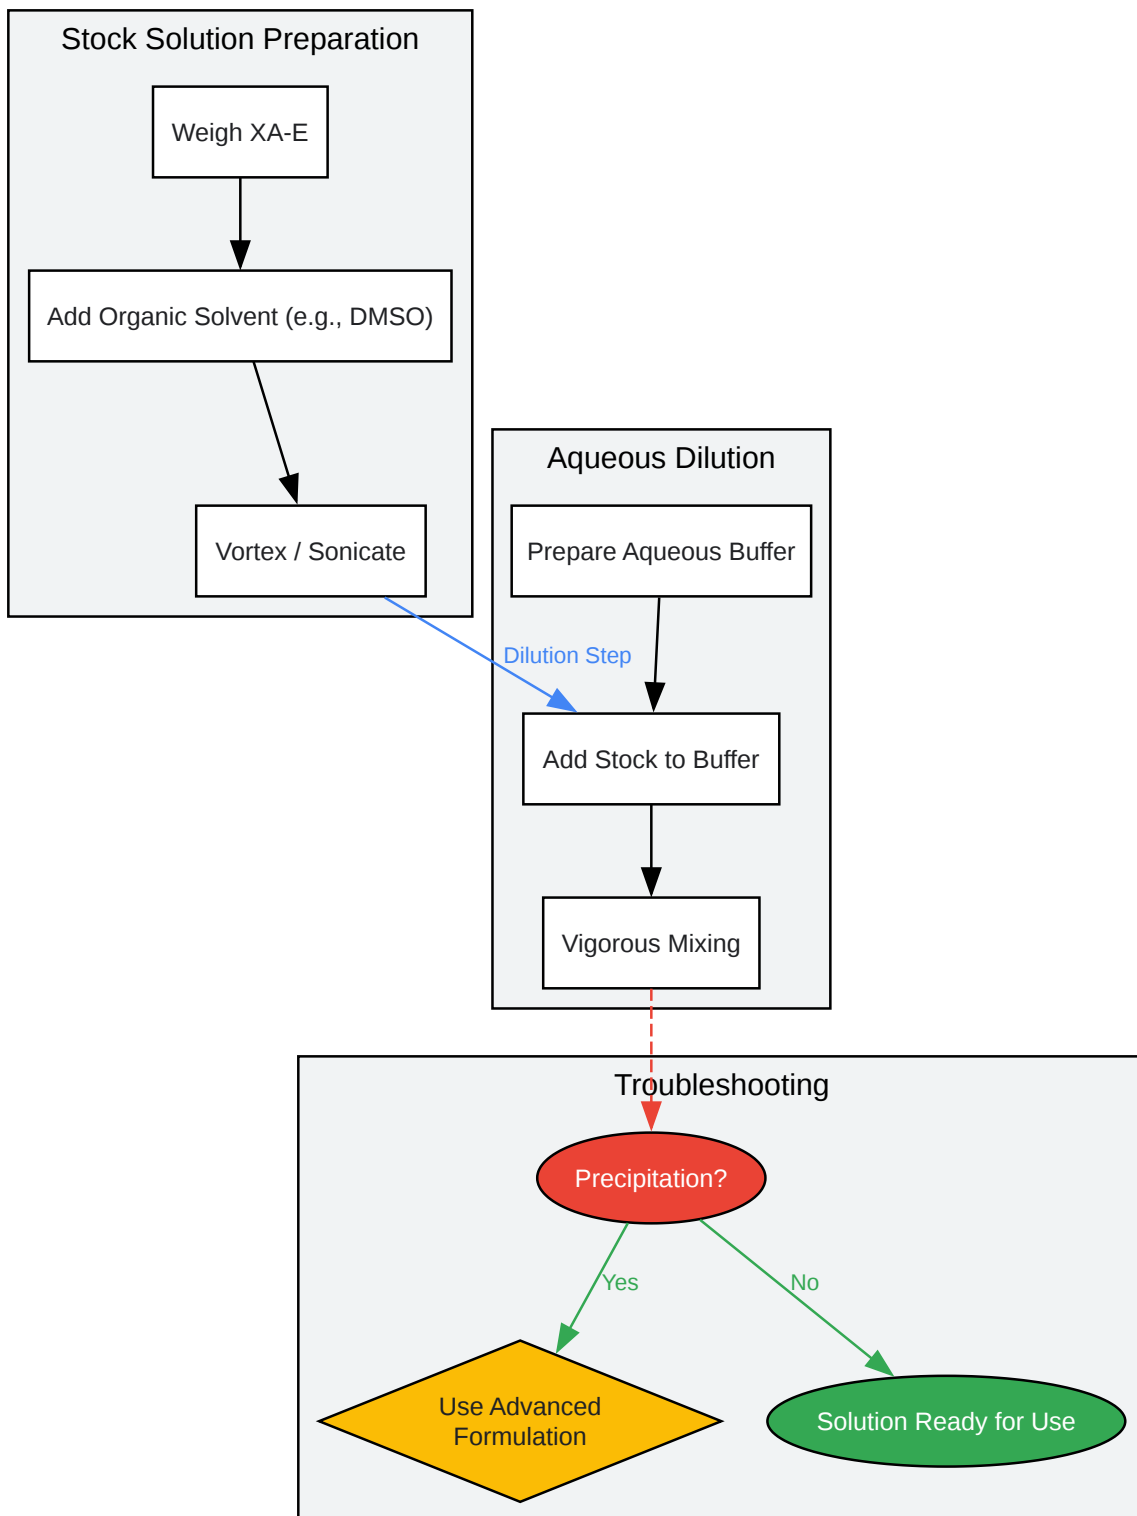 Stock Solution Preparation
Weigh XA-E
Add Organic Solvent (e.g., DMSO)
Vortex / Sonicate
Aqueous Dilution
Prepare Aqueous Buffer
Dilution Step
Add Stock to Buffer
Vigorous Mixing
Troubleshooting
Precipitation?
Yes
No
Use Advanced
Formulation
Solution Ready for Use